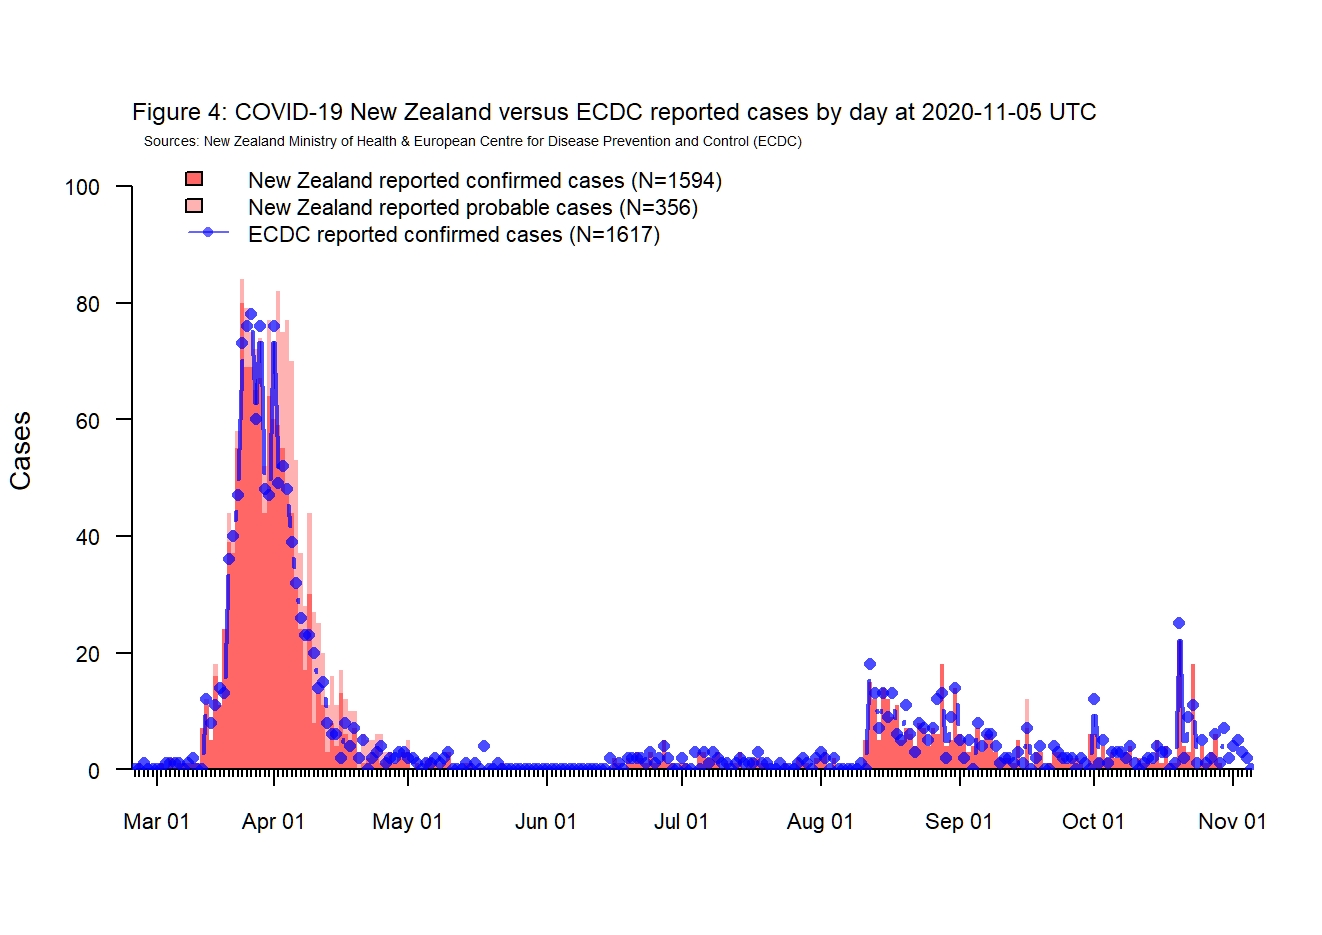 Figure 4: COVID-19 New Zealand versus ECDC reported cases by day at 2020-11-05 UTC
Sources: New Zealand Ministry of Health & European Centre for Disease Prevention and Control (ECDC)
New Zealand reported confirmed cases (N=1594)
New Zealand reported probable cases (N=356)
ECDC reported confirmed cases (N=1617)
Cases
100
80
60
40
20
0
Mar 01 Apr 01 May 01 Jun 01 Jul 01 Aug 01 Sep 01 Oct 01 Nov 01